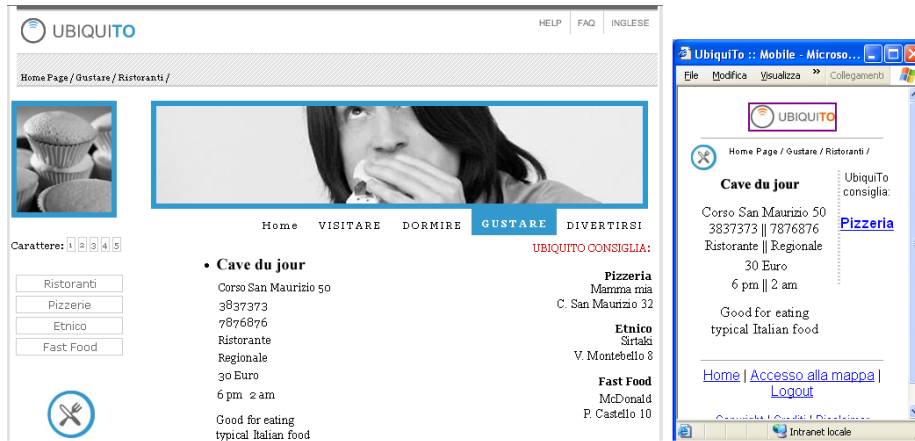 UBIQUITO
HELP FAQ INGLESE
Home Page / Gustare / Ristoranti /
Home VISITARE DORMIRE GUSTARE DIVERTIRSI
Carattere: 1 2 3 4 5
Ristoranti
Pizzerie
Etnico
Fast Food
• Cave du jour
Corso San Maurizio 50
3837373
7876876
Ristorante
Regionale
30 Euro
6 pm 2 am
Good for eating
typical Italian food
UBIQUITO CONSIGLIA:
Pizzeria
Mamma mia
C. San Maurizio 32
Etnico
Sirtaki
V. Montebello 8
Fast Food
McDonald
P. Castello 10
UbiquiTo :: Mobile - Microso...
File Modifica Visualizza » Collegamenti
UBIQUITO
Home Page / Gustare / Ristoranti /
Cave du jour
Corso San Maurizio 50
3837373 || 7876876
Ristorante || Regionale
30 Euro
6 pm || 2 am
Good for eating
typical Italian food
UbiquiTo
consiglia:
Pizzeria
Home | Accesso alla mappa |
Logout
Copyright | Crediti | Disclaimer
Intranet locale